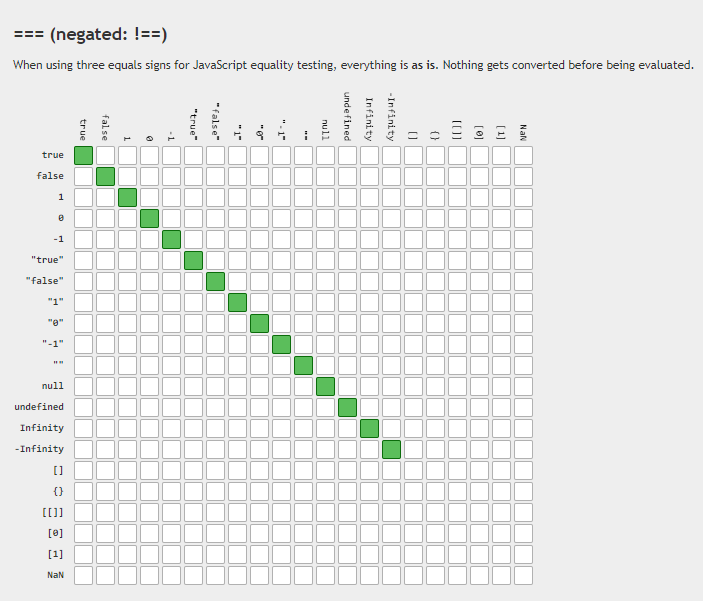 === (negated: !==)
When using three equals signs for JavaScript equality testing, everything is as is. Nothing gets converted before being evaluated.
true
false
1
0
-1
"true"
"false"
"1"
"0"
"-1"
""
null
undefined
Infinity
-Infinity
[]
{}
[[]]
[0]
[1]
NaN
true
false
1
0
-1
"true"
"false"
"1"
"0"
"-1"
""
null
undefined
Infinity
-Infinity
[]
{}
[[]]
[0]
[1]
NaN